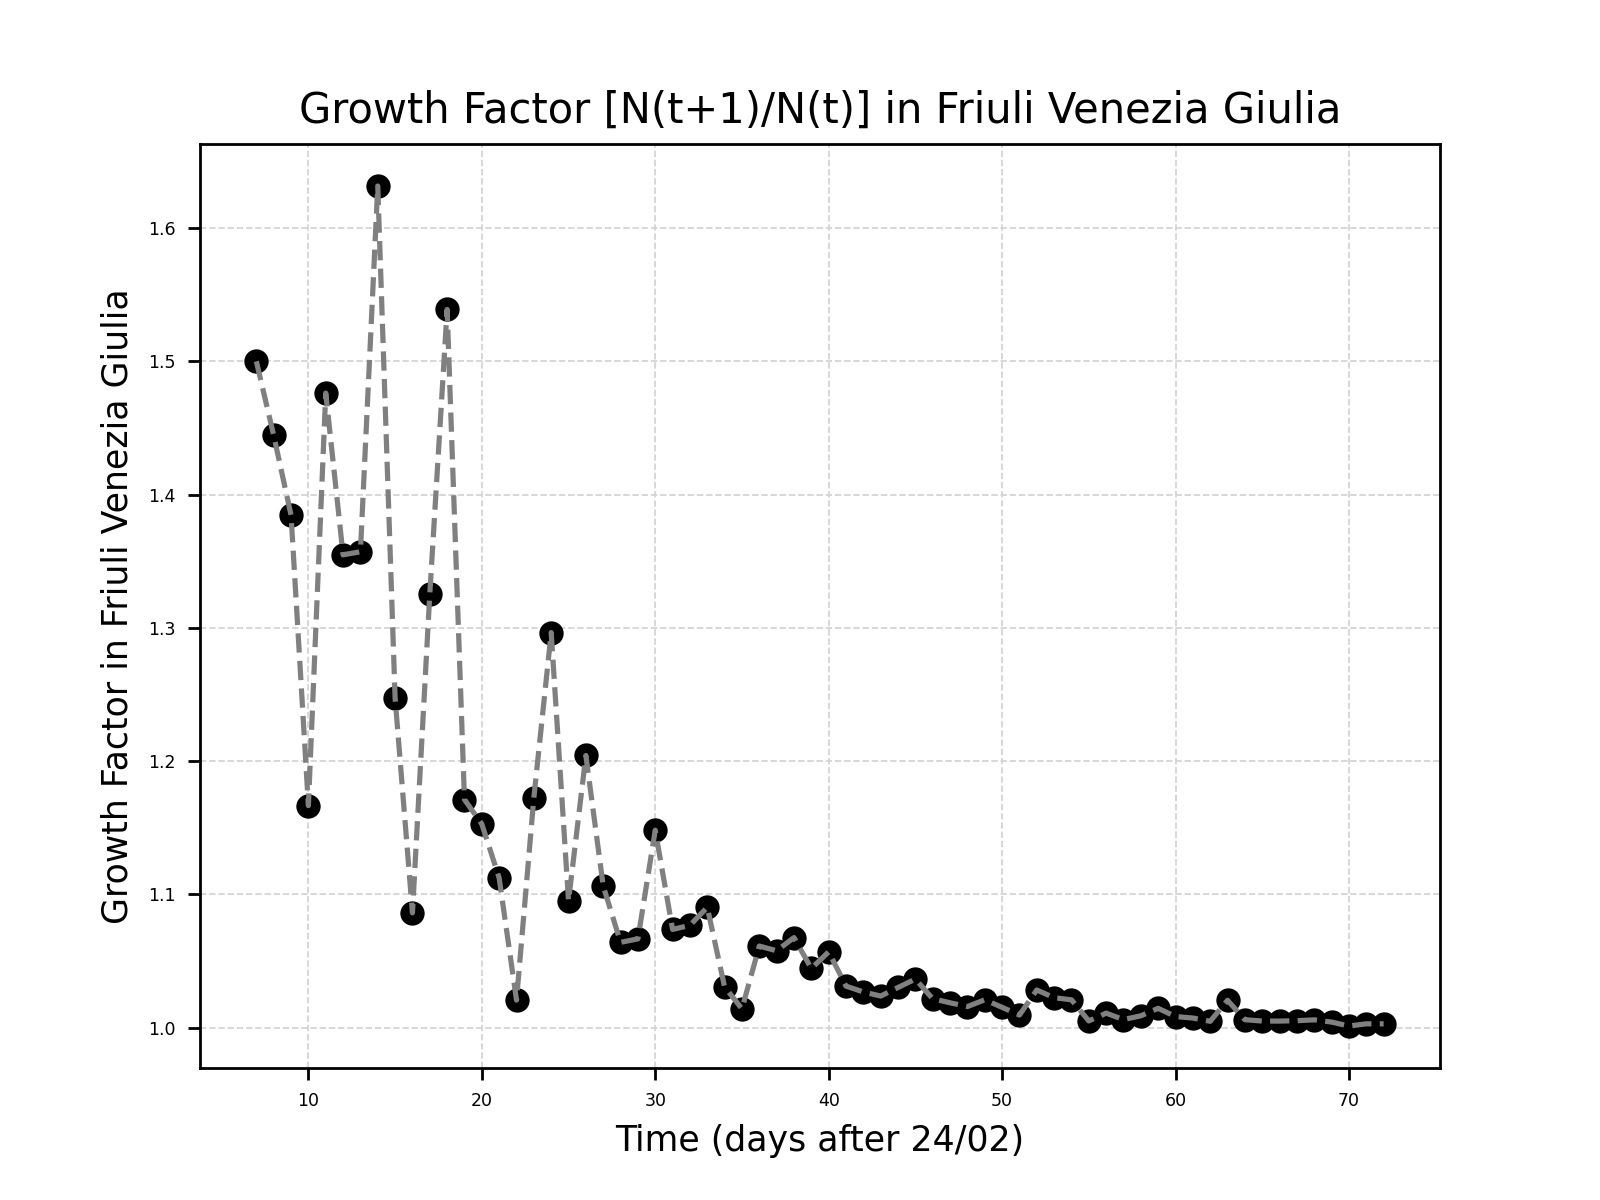 Growth Factor [N(t+1)/N(t)] in Friuli Venezia Giulia
Growth Factor in Friuli Venezia Giulia
1.6
1.5
1.4
1.3
1.2
1.1
1.0
10 20 30 40 50 60 70
Time (days after 24/02)